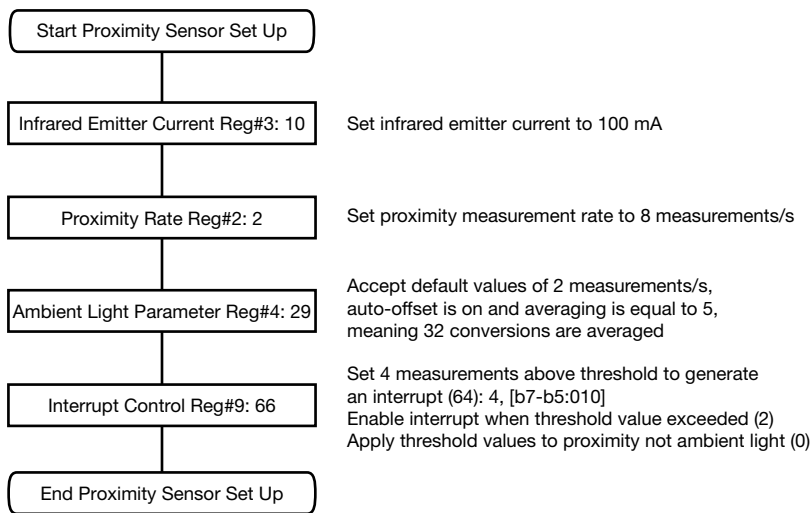 Start Proximity Sensor Set Up
Infrared Emitter Current Reg#3: 10
Set infrared emitter current to 100 mA
Proximity Rate Reg#2: 2
Set proximity measurement rate to 8 measurements/s
Ambient Light Parameter Reg#4: 29
Accept default values of 2 measurements/s,
auto-offset is on and averaging is equal to 5,
meaning 32 conversions are averaged
Interrupt Control Reg#9: 66
Set 4 measurements above threshold to generate
an interrupt (64): 4, [b7-b5:010]
Enable interrupt when threshold value exceeded (2)
Apply threshold values to proximity not ambient light (0)
End Proximity Sensor Set Up